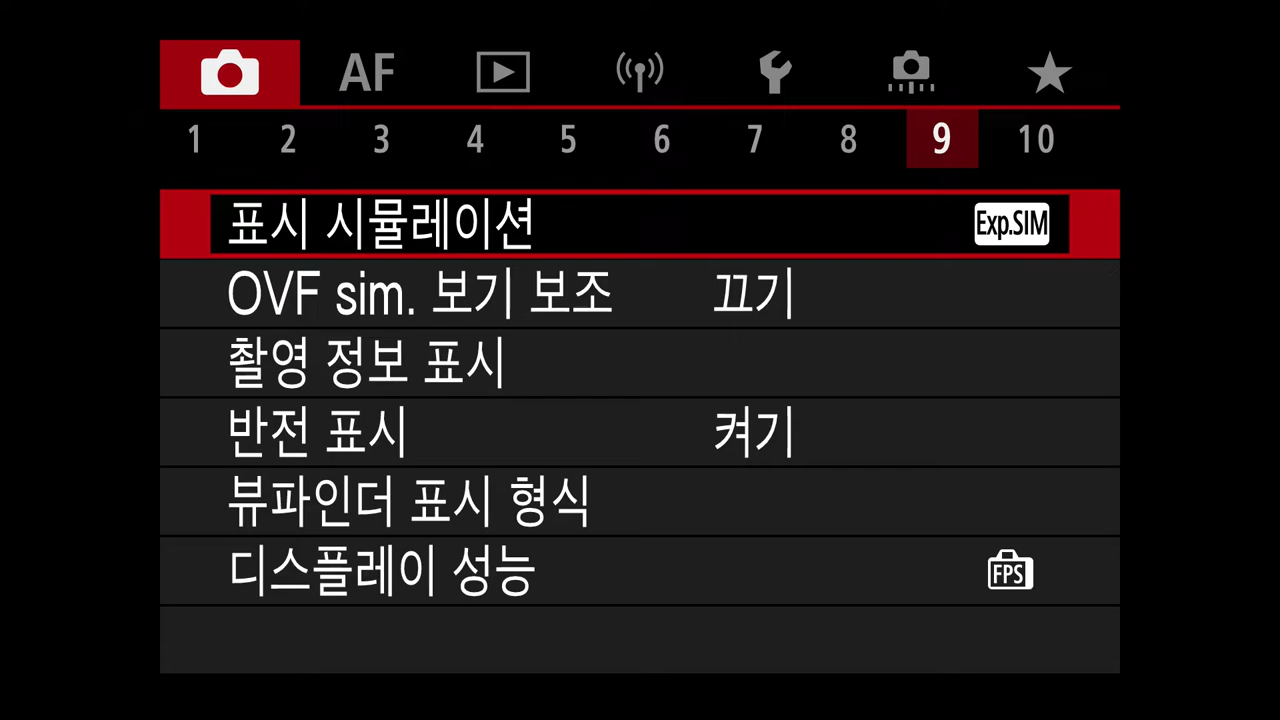 AF
1 2 3 4 5 6 7 8 9 10
표시 시뮬레이션 Exp.SIM
OVF sim. 보기 보조 끄기
촬영 정보 표시
반전 표시 켜기
뷰파인더 표시 형식
디스플레이 성능 FPS